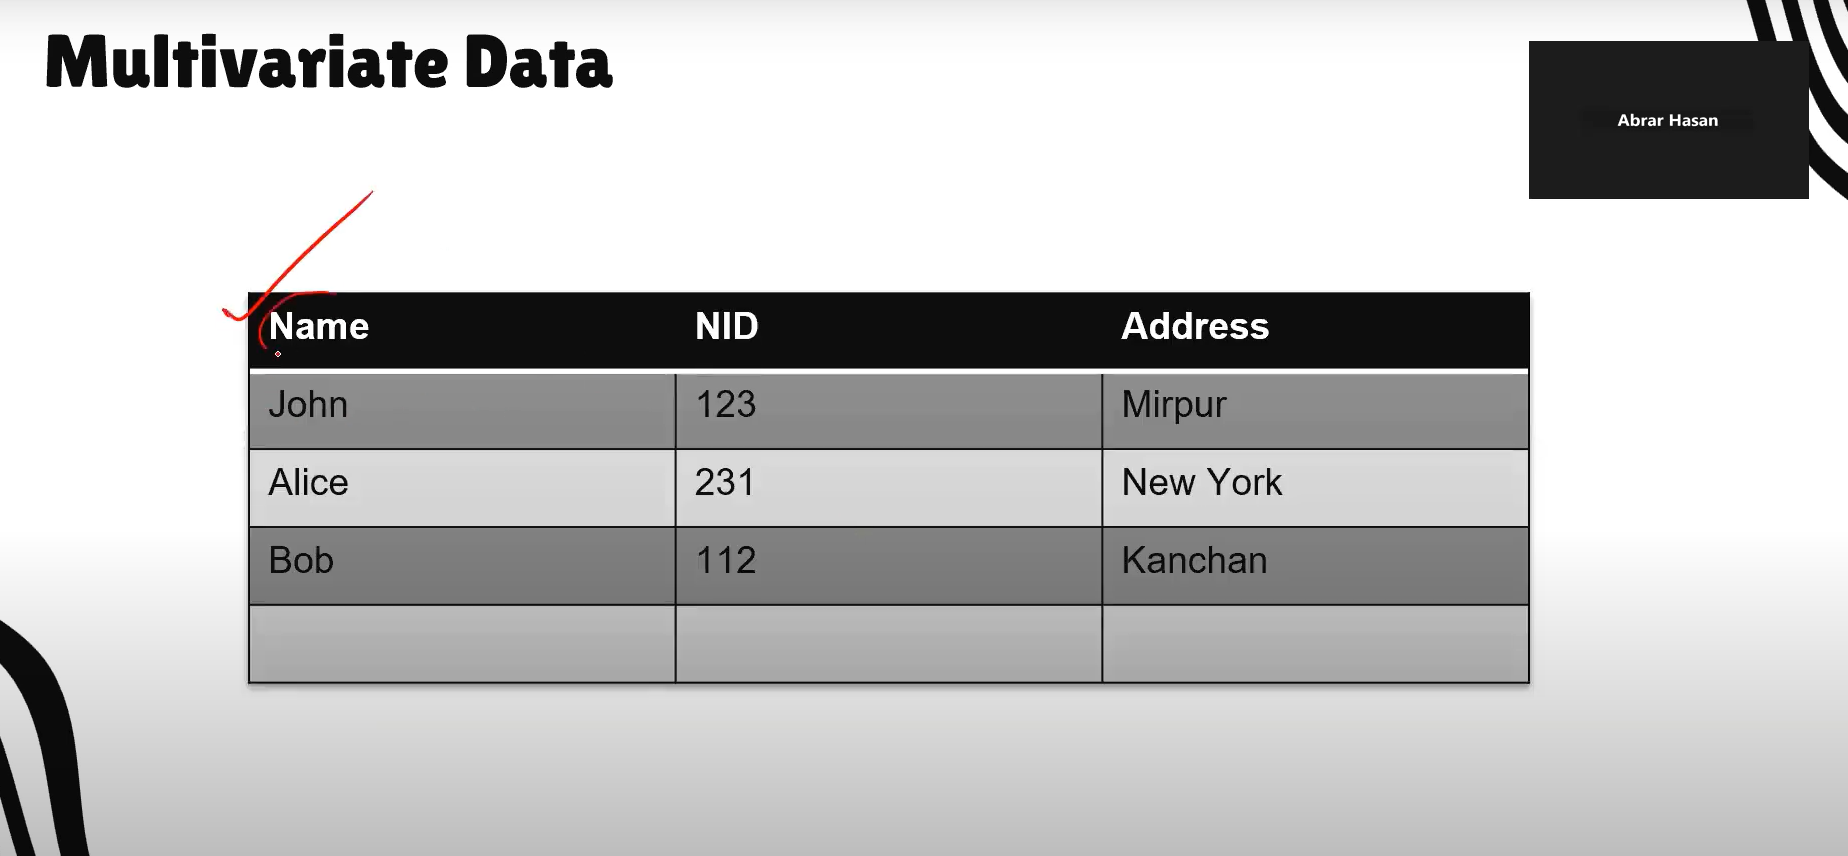 Multivariate Data
Abrar Hasan
Name NID Address
John 123 Mirpur
Alice 231 New York
Bob 112 Kanchan